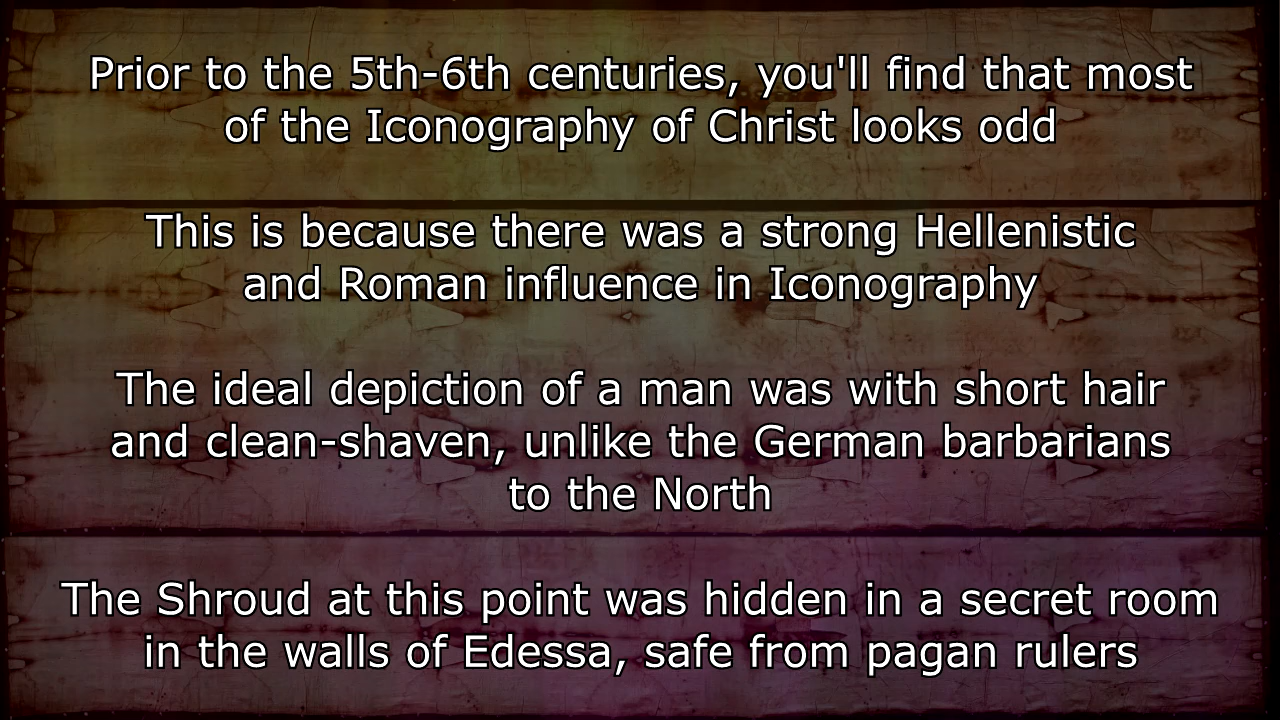 Prior to the 5th-6th centuries, you'll find that most
of the Iconography of Christ looks odd
This is because there was a strong Hellenistic
and Roman influence in Iconography
The ideal depiction of a man was with short hair
and clean-shaven, unlike the German barbarians
to the North
The Shroud at this point was hidden in a secret room
in the walls of Edessa, safe from pagan rulers